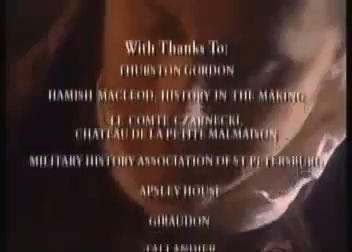 With Thanks To:
THURSTON GORDON
HAMISH MACLEOD, HISTORY IN THE MAKING
LE COMTE CZARNECKI,
CHATEAU DE LA PETITE MALMAISON
MILITARY HISTORY ASSOCIATION OF ST PETERSBURG
APSLEY HOUSE
GIRAUDON
TALLANDIER